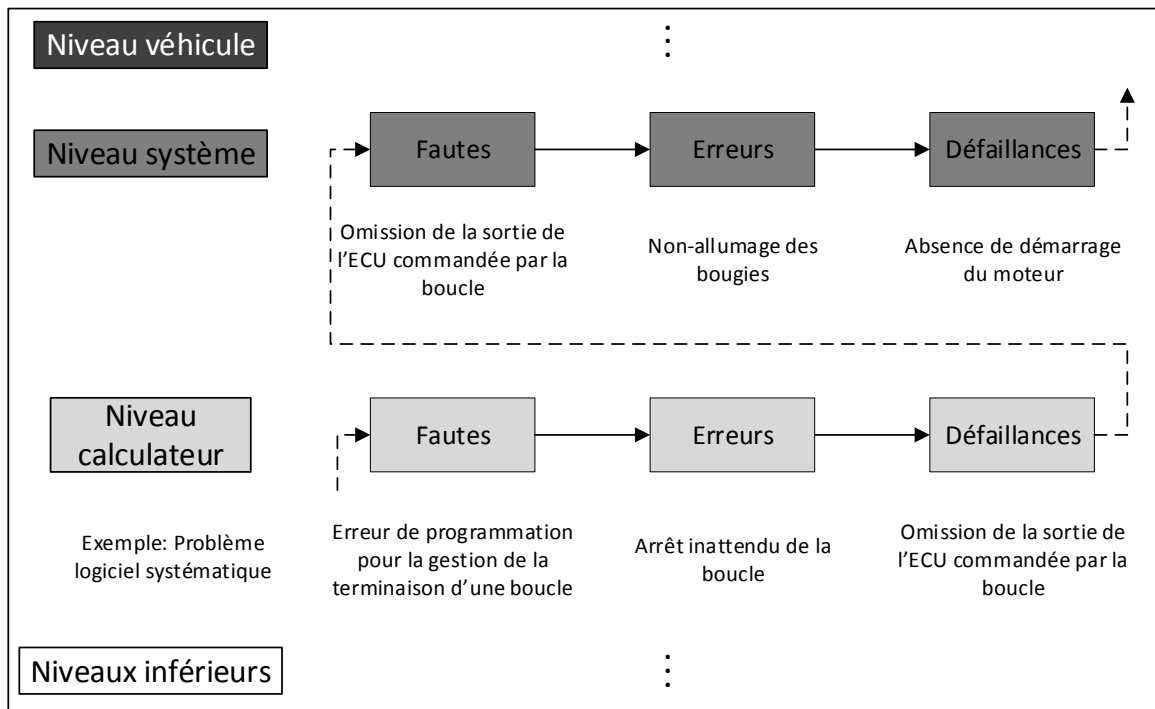 Niveau véhicule
Niveau système
Fautes
Erreurs
Défaillances
Omission de la sortie de
l’ECU commandée par la
boucle
Non-allumage des
bougies
Absence de démarrage
du moteur
Niveau
calculateur
Fautes
Erreurs
Défaillances
Exemple: Problème
logiciel systématique
Erreur de programmation
pour la gestion de la
terminaison d’une boucle
Arrêt inattendu de la
boucle
Omission de la sortie de
l’ECU commandée par la
boucle
Niveaux inférieurs